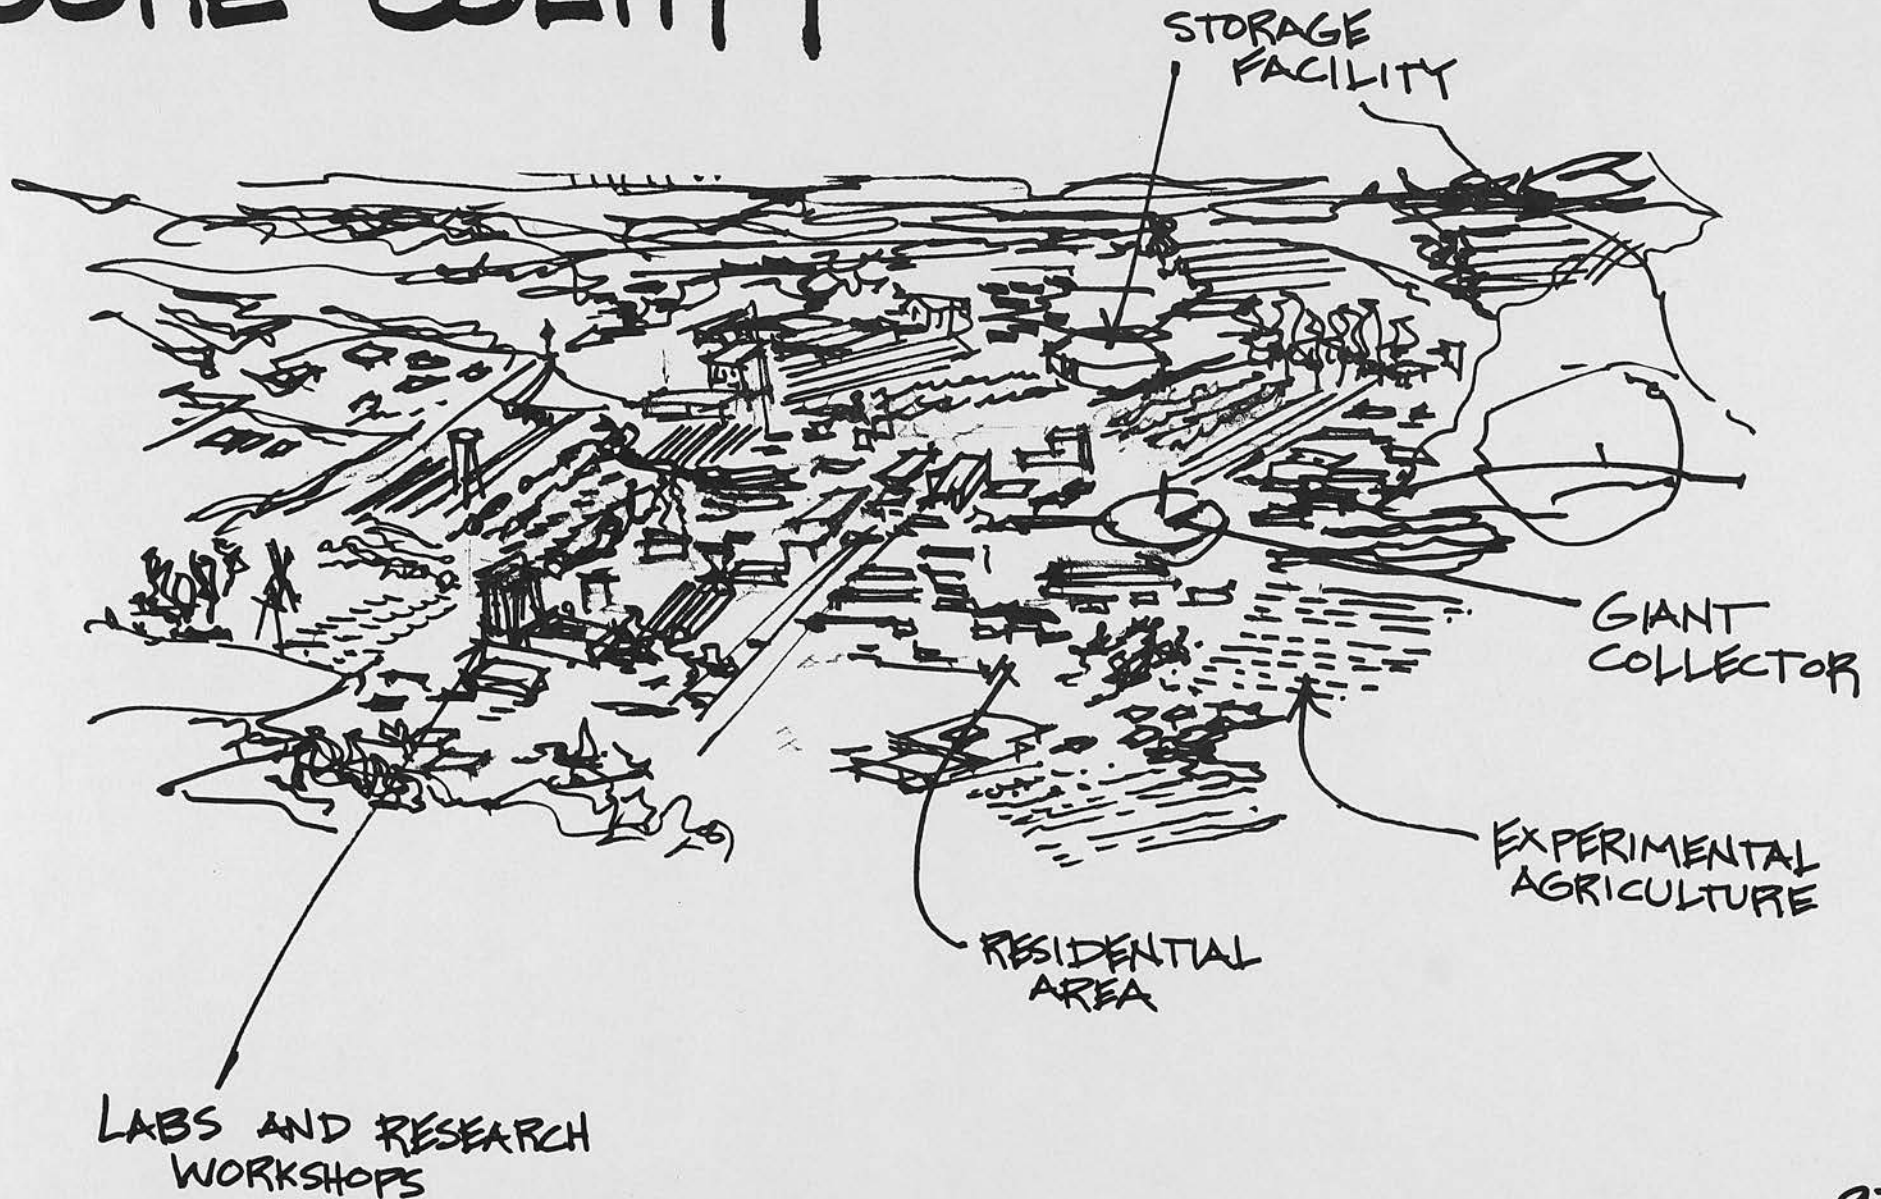 STORAGE
FACILITY
GIANT
COLLECTOR
EXPERIMENTAL
AGRICULTURE
RESIDENTIAL
AREA
LABS AND RESEARCH
WORKSHOPS